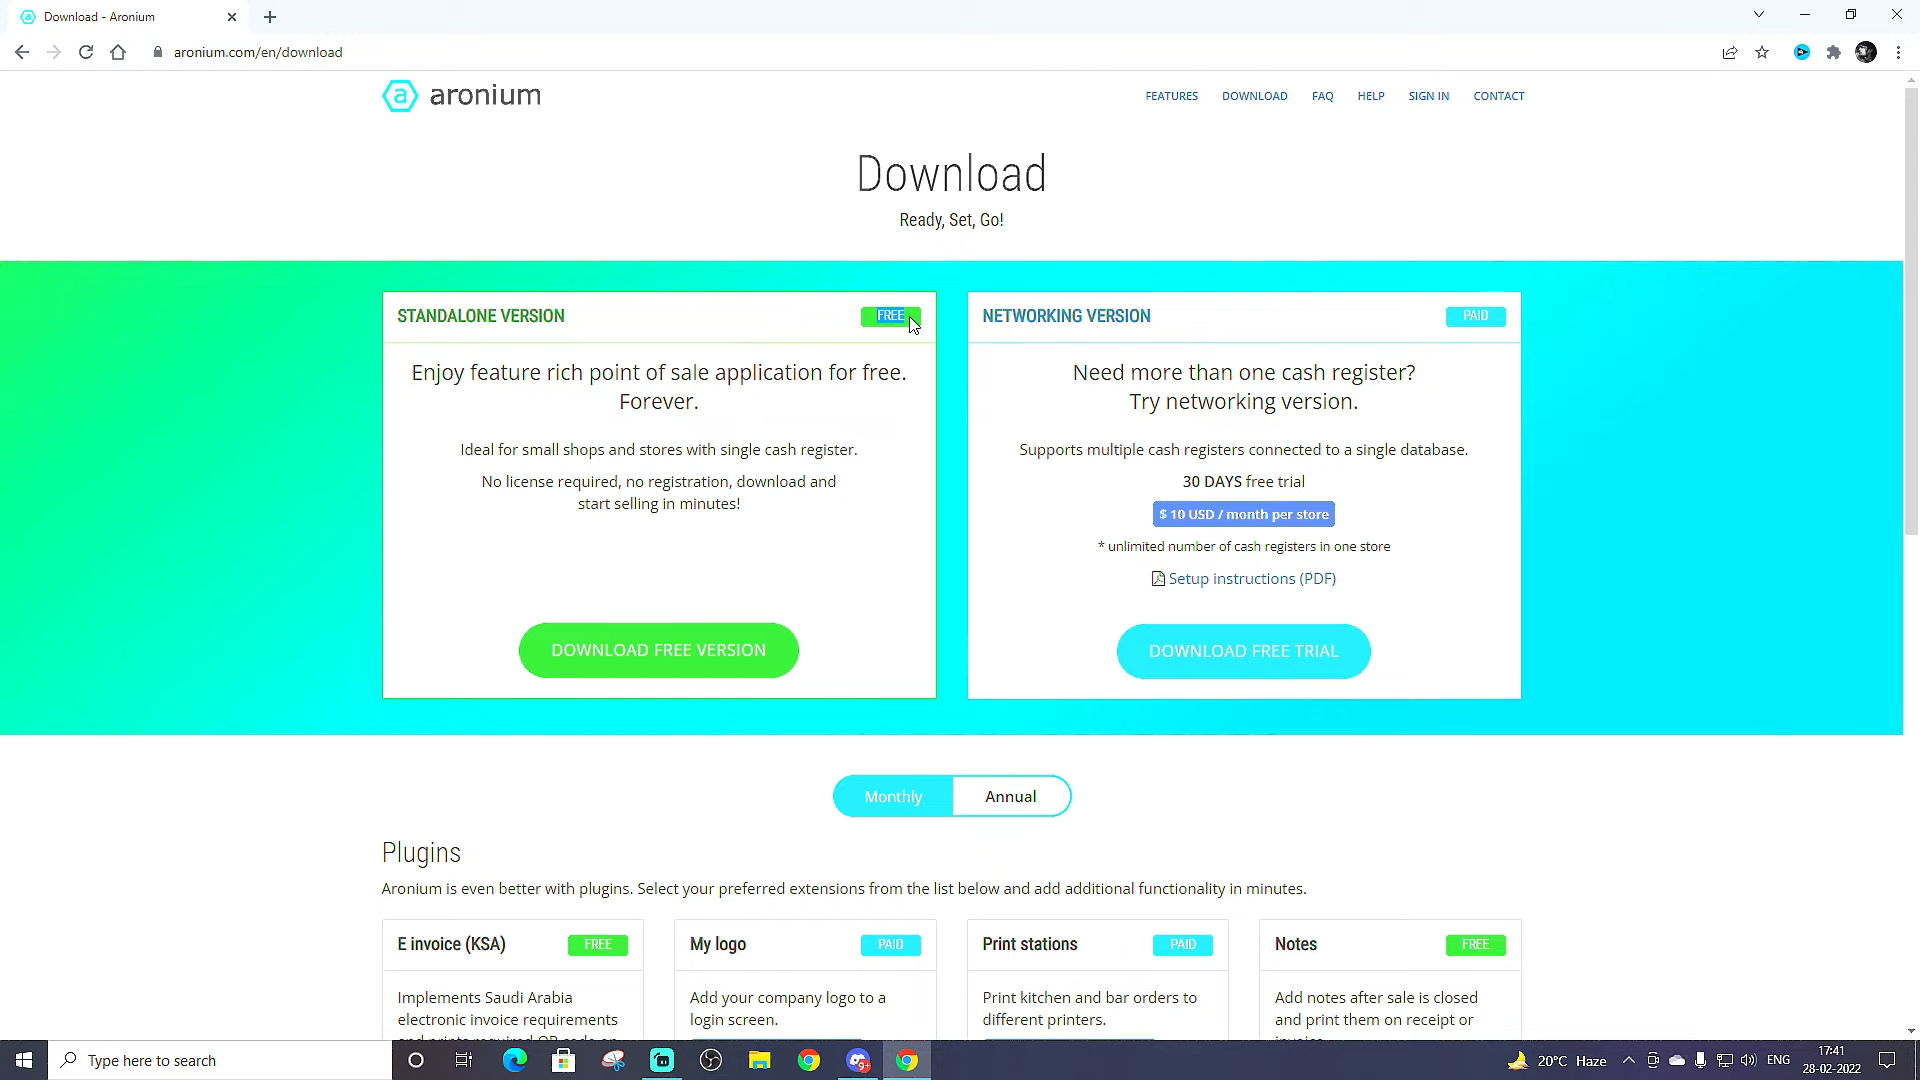 Download - Aronium
aronium.com/en/download
aronium
FEATURES DOWNLOAD FAQ HELP SIGN IN CONTACT
Download
Ready, Set, Go!
STANDALONE VERSION FREE
Enjoy feature rich point of sale application for free.
Forever.
Ideal for small shops and stores with single cash register.
No license required, no registration, download and
start selling in minutes!
DOWNLOAD FREE VERSION
NETWORKING VERSION PAID
Need more than one cash register?
Try networking version.
Supports multiple cash registers connected to a single database.
30 DAYS free trial
$ 10 USD / month per store
* unlimited number of cash registers in one store
Setup instructions (PDF)
DOWNLOAD FREE TRIAL
Monthly Annual
Plugins
Aronium is even better with plugins. Select your preferred extensions from the list below and add additional functionality in minutes.
E invoice (KSA) FREE
Implements Saudi Arabia
electronic invoice requirements
My logo PAID
Add your company logo to a
login screen.
Print stations PAID
Print kitchen and bar orders to
different printers.
Notes FREE
Add notes after sale is closed
and print them on receipt or
Type here to search
9+
20°C Haze
ENG
17:41
28-02-2022